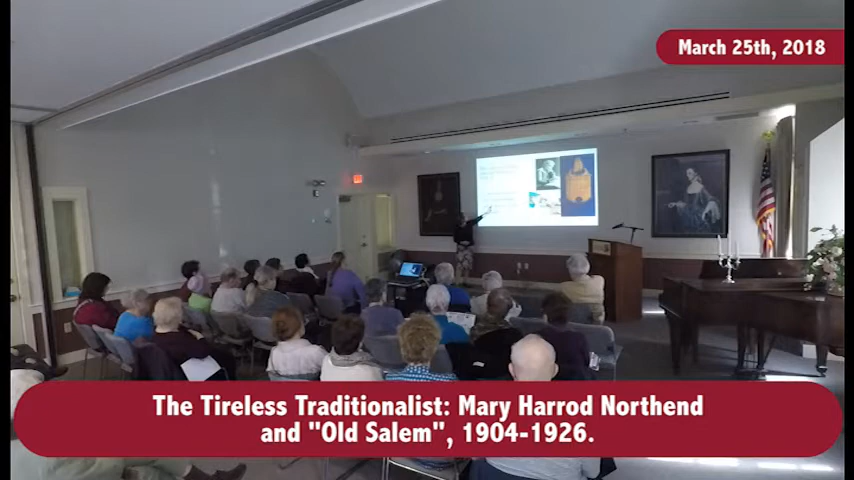 March 25th, 2018
The Tireless Traditionalist: Mary Harrod Northend
and "Old Salem", 1904-1926.